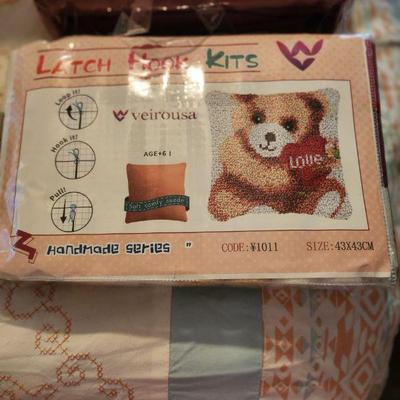 LATCH HOOK KITS
Loop it!
veirousa
Hook it!
AGE+6 !
Love
Pull!
Soft comfy suede
Handmade Series "
CODE:¥1011
SIZE:43X43CM